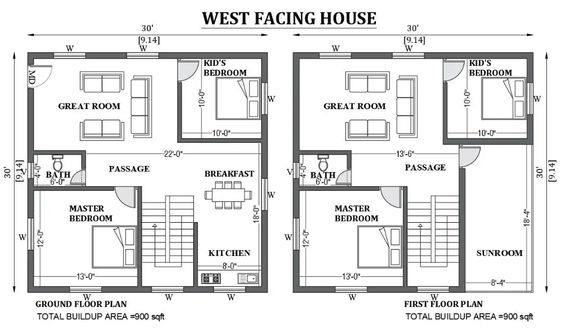 WEST FACING HOUSE
30'
[9.14]
W
W
MD
GREAT ROOM
KID'S
BEDROOM
10'-0"
10'-0"
W
30'
[9.14]
22'-0"
V
4'-0"
BATH
6'-0"
PASSAGE
BREAKFAST
MASTER
BEDROOM
W
12'-0"
13'-0"
18'-0"
W
KITCHEN
8'-0"
W
W
W
GROUND FLOOR PLAN
TOTAL BUILDUP AREA =900 sqft
30'
[9.14]
W
W
GREAT ROOM
KID'S
BEDROOM
10'-0"
10'-0"
W
30'
[9.14]
13'-6"
V
4'-0"
BATH
6'-0"
PASSAGE
MASTER
BEDROOM
W
12'-0"
13'-0"
18'-4"
SUNROOM
8'-4"
W
W
FIRST FLOOR PLAN
TOTAL BUILDUP AREA =900 sqft